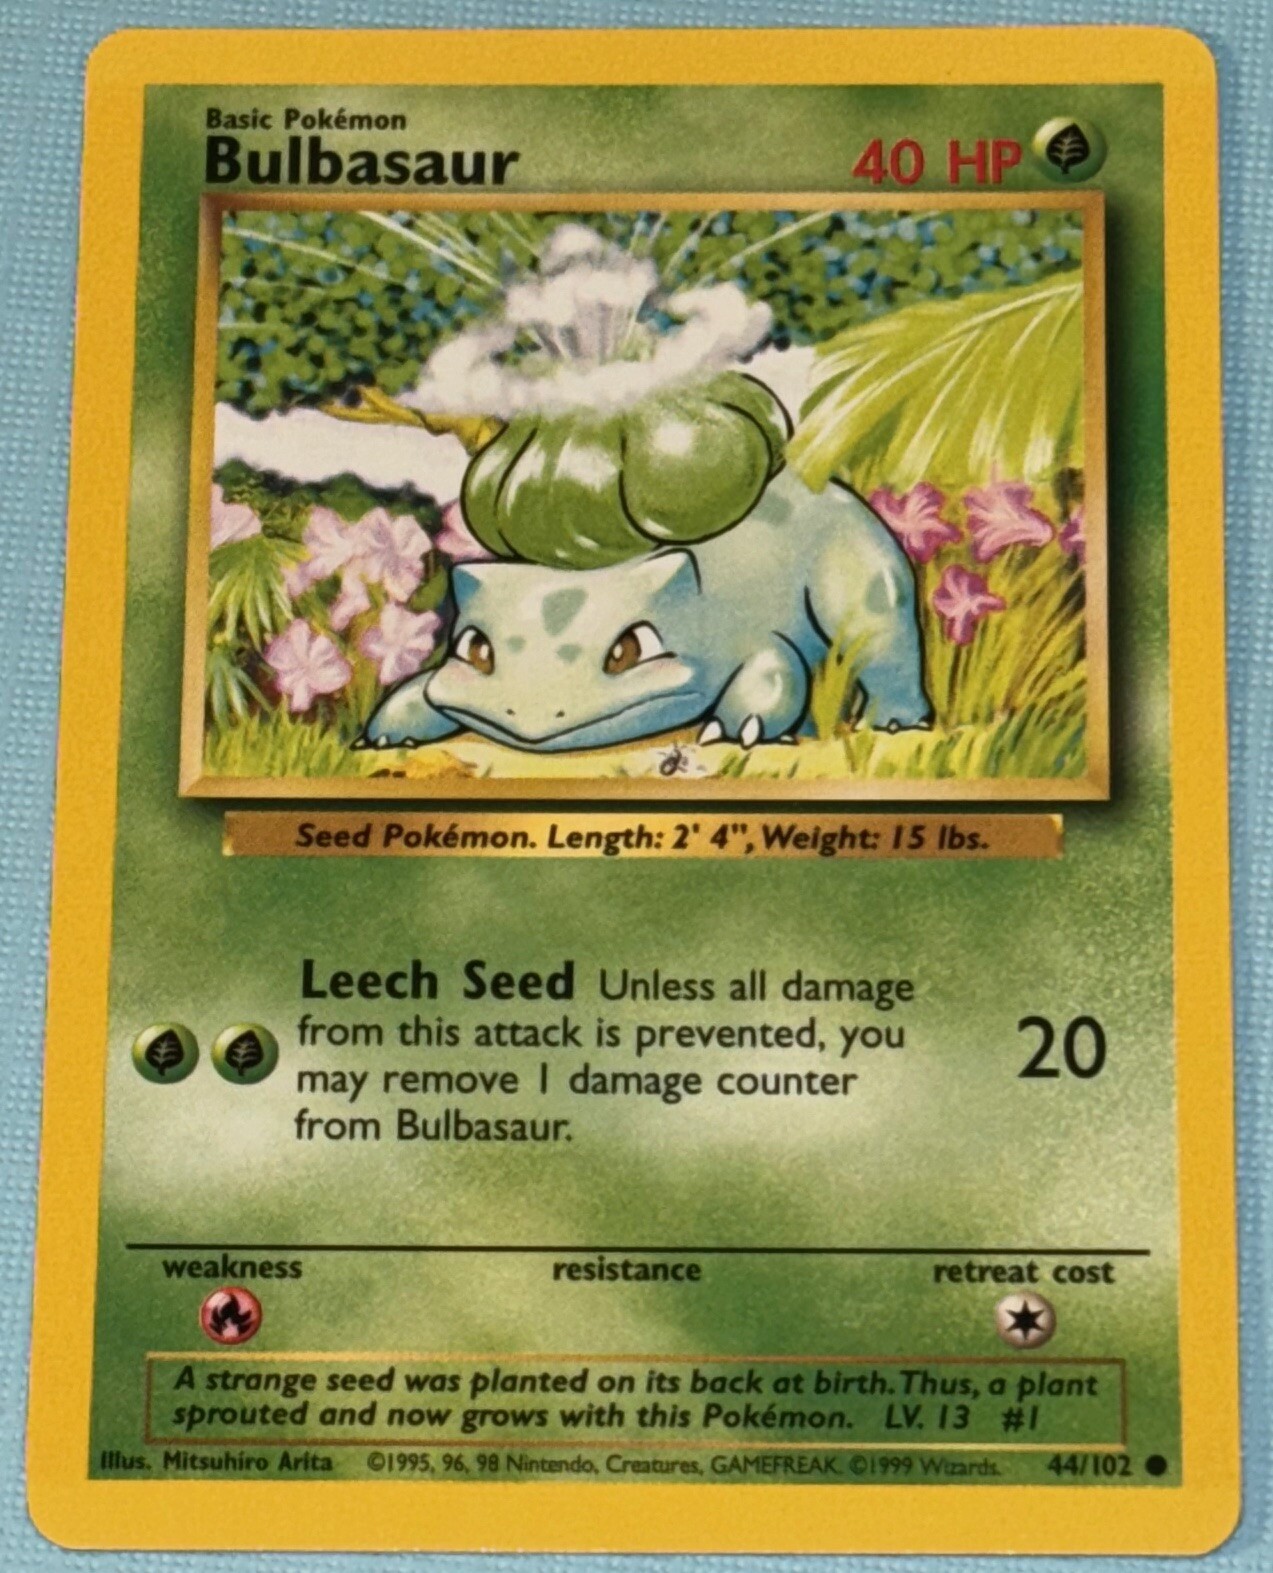 Basic Pokémon
Bulbasaur
40 HP
Seed Pokémon. Length: 2' 4", Weight: 15 lbs.
Leech Seed Unless all damage
from this attack is prevented, you
may remove 1 damage counter
from Bulbasaur.
20
weakness resistance retreat cost
A strange seed was planted on its back at birth. Thus, a plant
sprouted and now grows with this Pokémon. LV. 13 #1
Illus. Mitsuhiro Arita ©1995, 96, 98 Nintendo, Creatures, GAMEFREAK. ©1999 Wizards. 44/102